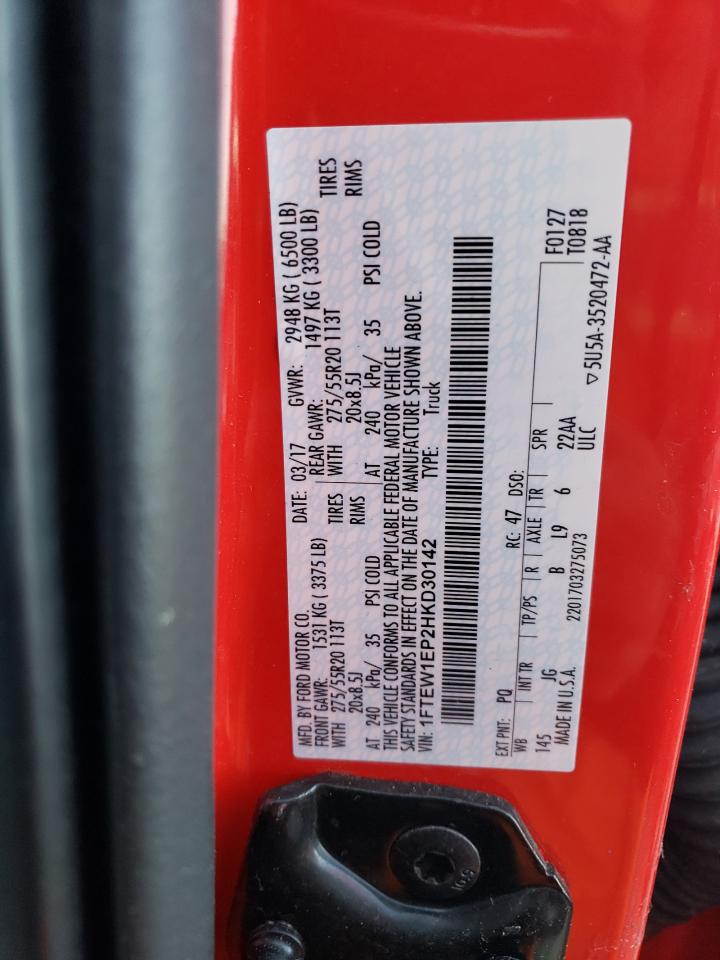 MFD. BY FORD MOTOR CO. DATE: 03/17 GVWR: 2948 KG ( 6500 LB)
FRONT GAWR: 1531 KG ( 3375 LB) REAR GAWR: 1497 KG ( 3300 LB)
WITH 275/55R20 113T TIRES WITH 275/55R20 113T TIRES
20x8.5J RIMS 20x8.5J RIMS
AT 240 kPa/ 35 PSI COLD AT 240 kPa/ 35 PSI COLD
THIS VEHICLE CONFORMS TO ALL APPLICABLE FEDERAL MOTOR VEHICLE
SAFETY STANDARDS IN EFFECT ON THE DATE OF MANUFACTURE SHOWN ABOVE.
VIN: 1FTEW1EP2HKD30142 TYPE: Truck
EXT PNT: PQ RC: 47 DSO: F0127
T0818
WB INT TR TP/PS R AXLE TR SPR
145 JG B L9 6 22AA
ULC
MADE IN U.S.A. 2201703275073 ▽5U5A-3520472-AA
10.9